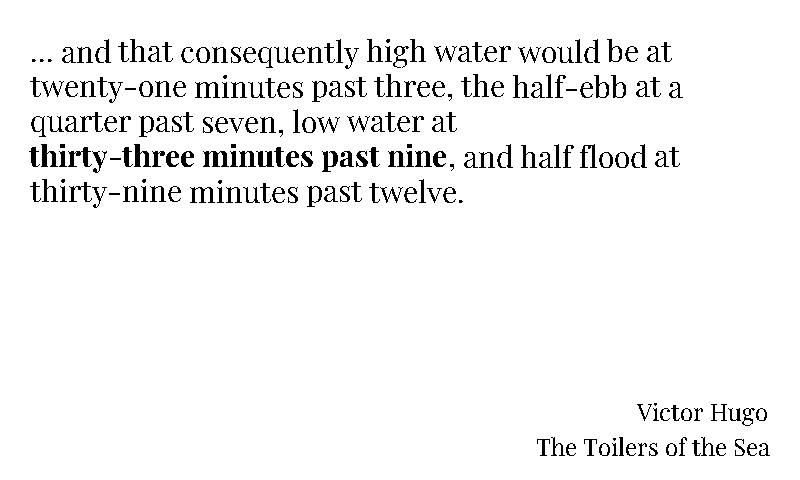 ... and that consequently high water would be at
twenty-one minutes past three, the half-ebb at a
quarter past seven, low water at
thirty-three minutes past nine, and half flood at
thirty-nine minutes past twelve.
Victor Hugo
The Toilers of the Sea